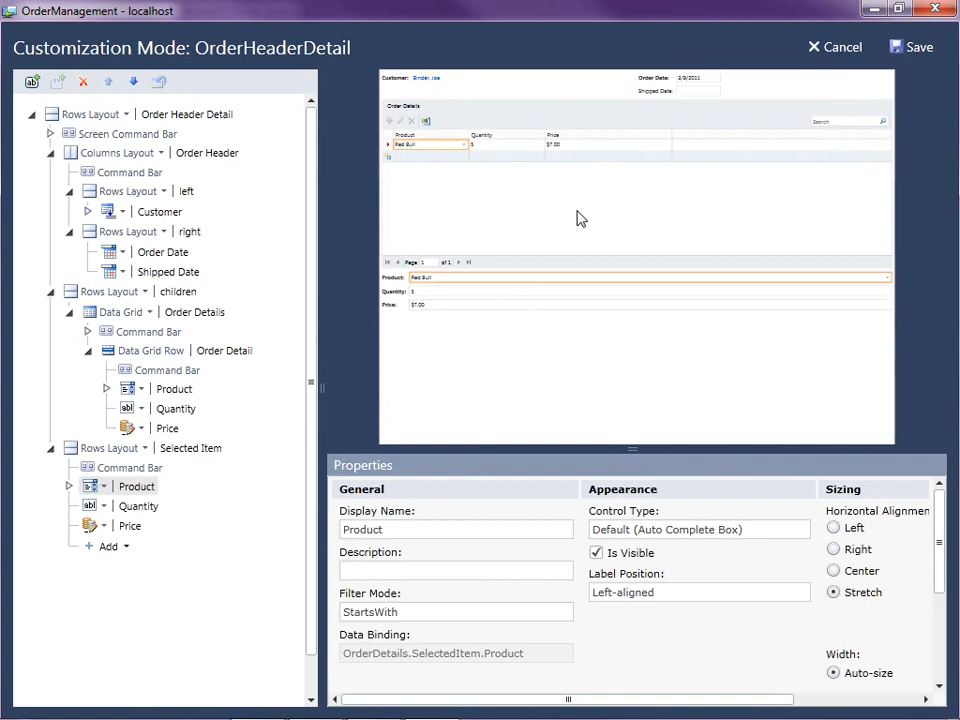 OrderManagement - localhost
Customization Mode: OrderHeaderDetail
Cancel
Save
Rows Layout | Order Header Detail
Screen Command Bar
Columns Layout | Order Header
Command Bar
Rows Layout | left
| Customer
Rows Layout | right
| Order Date
| Shipped Date
Rows Layout | children
Data Grid | Order Details
Command Bar
Data Grid Row | Order Detail
Command Bar
| Product
| Quantity
| Price
Rows Layout | Selected Item
Command Bar
| Product
| Quantity
| Price
Add
Customer: Binder, Joe
Order Date: 2/9/2011
Shipped Date:
Order Details
Search
Product Quantity Price
Red Bull $7.00
Page 1 of 1
Product: Red Bull
Quantity:
Price: $7.00
Properties
General
Display Name:
Product
Description:
Filter Mode:
StartsWith
Data Binding:
OrderDetails.SelectedItem.Product
Appearance
Control Type:
Default (Auto Complete Box)
Is Visible
Label Position:
Left-aligned
Sizing
Horizontal Alignmen
Left
Right
Center
Stretch
Width:
Auto-size